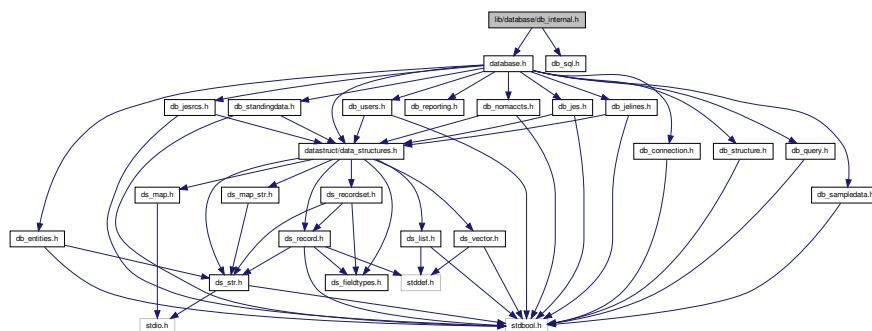 lib/database/db_internal.h
database.h
db_sql.h
db_jesrcs.h
db_standingdata.h
db_users.h
db_reporting.h
db_nomaccts.h
db_jes.h
db_jelines.h
datastruct/data_structures.h
db_connection.h
db_structure.h
db_query.h
ds_map.h
ds_map_str.h
ds_recordset.h
db_sampledata.h
db_entities.h
ds_record.h
ds_list.h
ds_vector.h
ds_str.h
ds_fieldtypes.h
stddef.h
stdio.h
stdbool.h